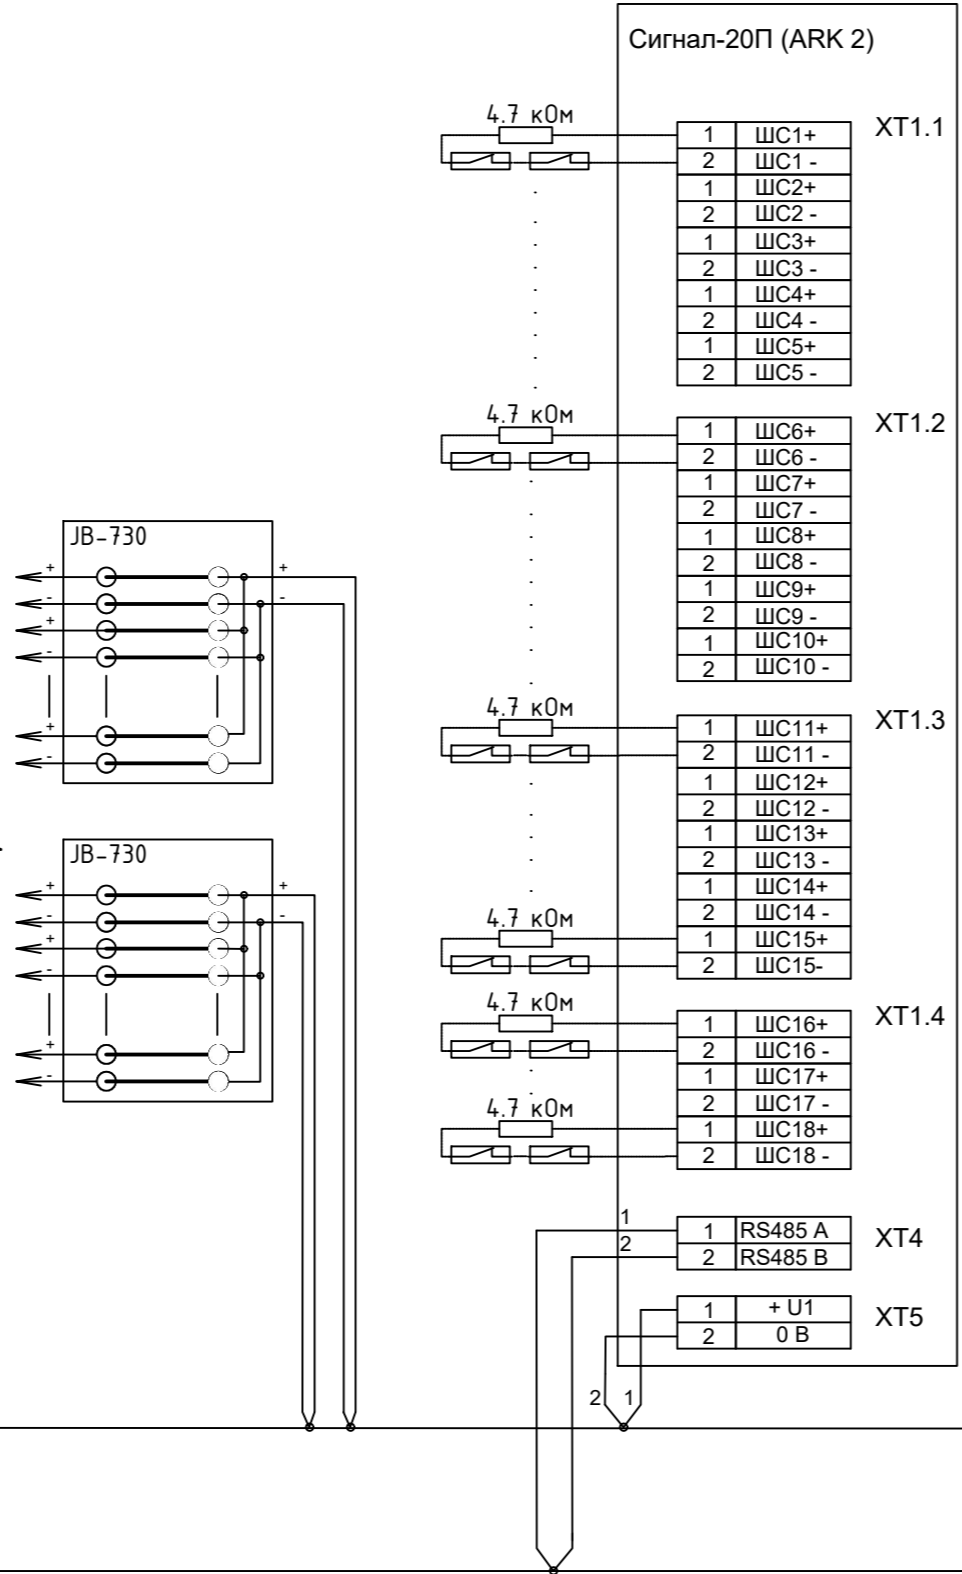 Сигнал-20П (ARK 2)
4.7 кОм
XT1.1
1 ШС1+
2 ШС1 -
1 ШС2+
2 ШС2 -
1 ШС3+
2 ШС3 -
1 ШС4+
2 ШС4 -
1 ШС5+
2 ШС5 -
4.7 кОм
XT1.2
1 ШС6+
2 ШС6 -
1 ШС7+
2 ШС7 -
1 ШС8+
2 ШС8 -
1 ШС9+
2 ШС9 -
1 ШС10+
2 ШС10 -
4.7 кОм
XT1.3
1 ШС11+
2 ШС11 -
1 ШС12+
2 ШС12 -
1 ШС13+
2 ШС13 -
1 ШС14+
2 ШС14 -
4.7 кОм
1 ШС15+
2 ШС15-
4.7 кОм
XT1.4
1 ШС16+
2 ШС16 -
1 ШС17+
2 ШС17 -
4.7 кОм
1 ШС18+
2 ШС18 -
1 1 RS485 A
2 2 RS485 B
XT4
1 + U1
2 0 В
XT5
2 1
JB-730
+ +
- -
+
-
+
-
JB-730
+ +
- -
+
-
+
-